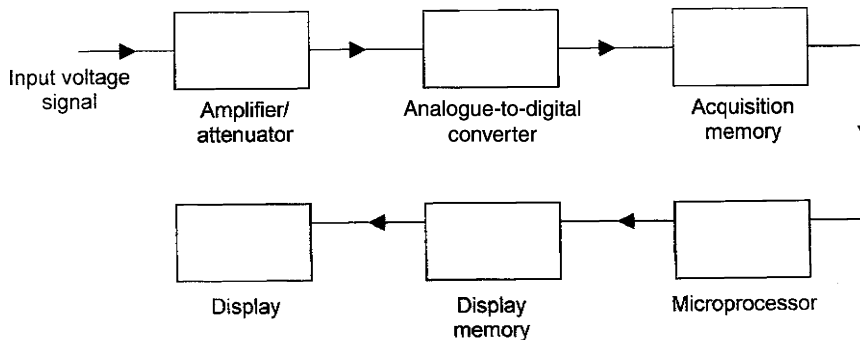 Input voltage
signal
Amplifier/
attenuator
Analogue-to-digital
converter
Acquisition
memory
Display
Display
memory
Microprocessor